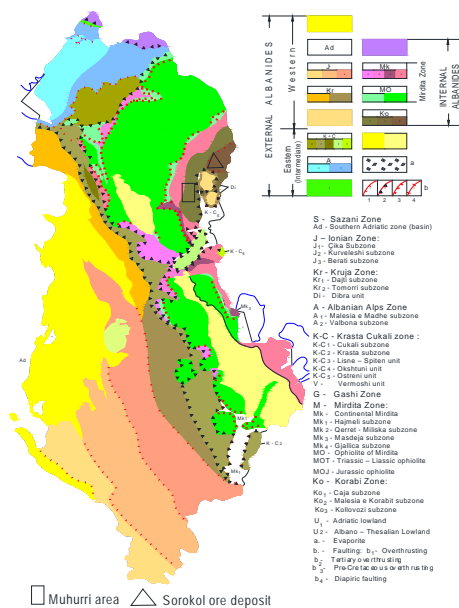 EXTERNAL ALBANIDES
Western
Eastern
(Intermediate)
Ad
J
Kr
K-C
A
Mk
MO
Ko
Mirdita Zone
INTERNAL
ALBANIDES
a
b
1 2 3 4
Di
K-C
K-C
Mk
Ad
Mk
K-C 2
Mk1
S - Sazani Zone
Ad - Southern Adriatic zone (basin)
J – Ionian Zone:
J1- Çika Subzone
J2 - Kurveleshi Subzone
J3 - Berati subzone
Kr - Kruja Zone:
Kr1 - Dajti subzone
Kr2 - Tomorri subzone
Di - Dibra unit
A - Albanian Alps Zone
A1 - Malesia e Madhe subzone
A2 - Valbona subzone
K-C - Krasta Cukali zone :
K-C1 - Cukali subzone
K-C2 - Krasta subzone
K-C3 - Lisne – Spiten unit
K-C4 - Okshtuni unit
K-C5 - Ostreni unit
V - Vermoshi unit
G - Gashi Zone
M - Mirdita Zone:
Mk - Continental Mirdita
Mk1 - Hajmeli subzone
Mk2 - Qerret - Miliska subzone
Mk3 - Masdeja subzone
Mk4 - Gjallica subzone
MO - Ophiolite of Mirdita
MOT - Triassic – Liassic ophiolite
MOJ - Jurassic ophiolite
Ko - Korabi Zone:
Ko1 - Caja subzone
Ko2 - Malesia e Korabit subzone
Ko3 - Kollovozi subzone
U1 - Adriatic lowland
U2 - Albano – Thesalian Lowland
a. - Evaporite
b. - Faulting: b1- Overthrusting
b2- Tertiary overthrusting
b3- Pre-Cretaceous overthrusting
b4 - Diapiric faulting
Muhurri area Sorokol ore deposit